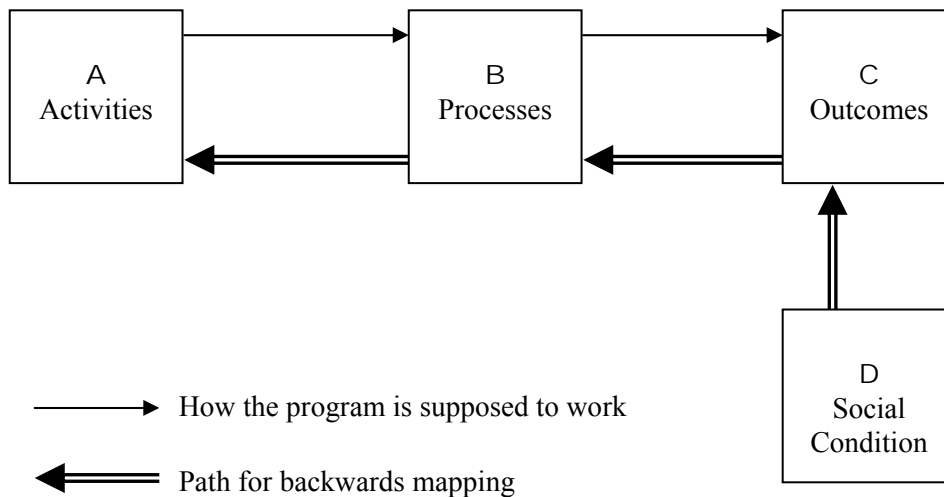 A
Activities
B
Processes
C
Outcomes
D
Social
Condition
How the program is supposed to work
Path for backwards mapping